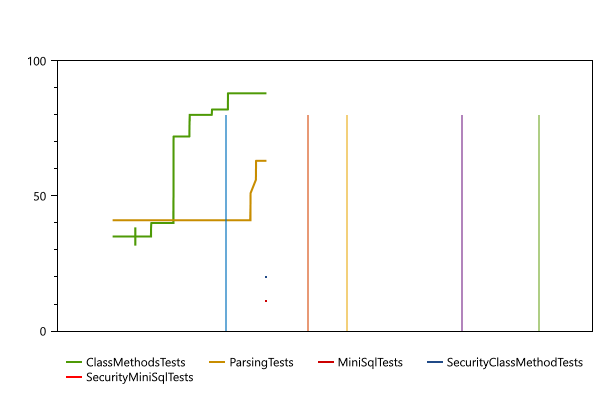 100
50
0
ClassMethodsTests ParsingTests MiniSqlTests SecurityClassMethodTests
SecurityMiniSqlTests